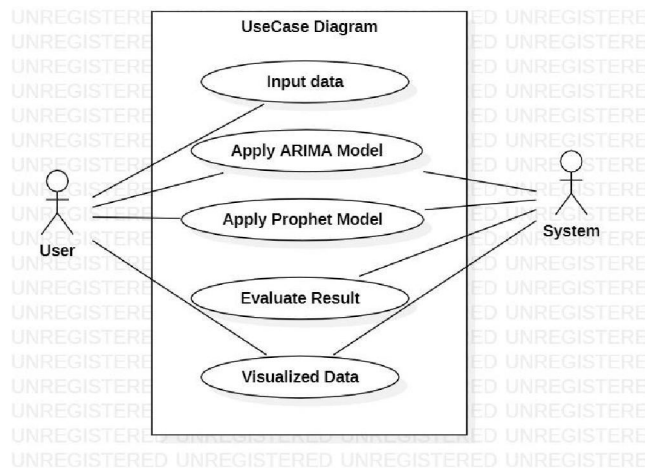 UseCase Diagram
Input data
Apply ARIMA Model
Apply Prophet Model
User
System
Evaluate Result
Visualized Data
UNREGISTERED UNREGISTERED UNREGISTERED UNREGISTERE